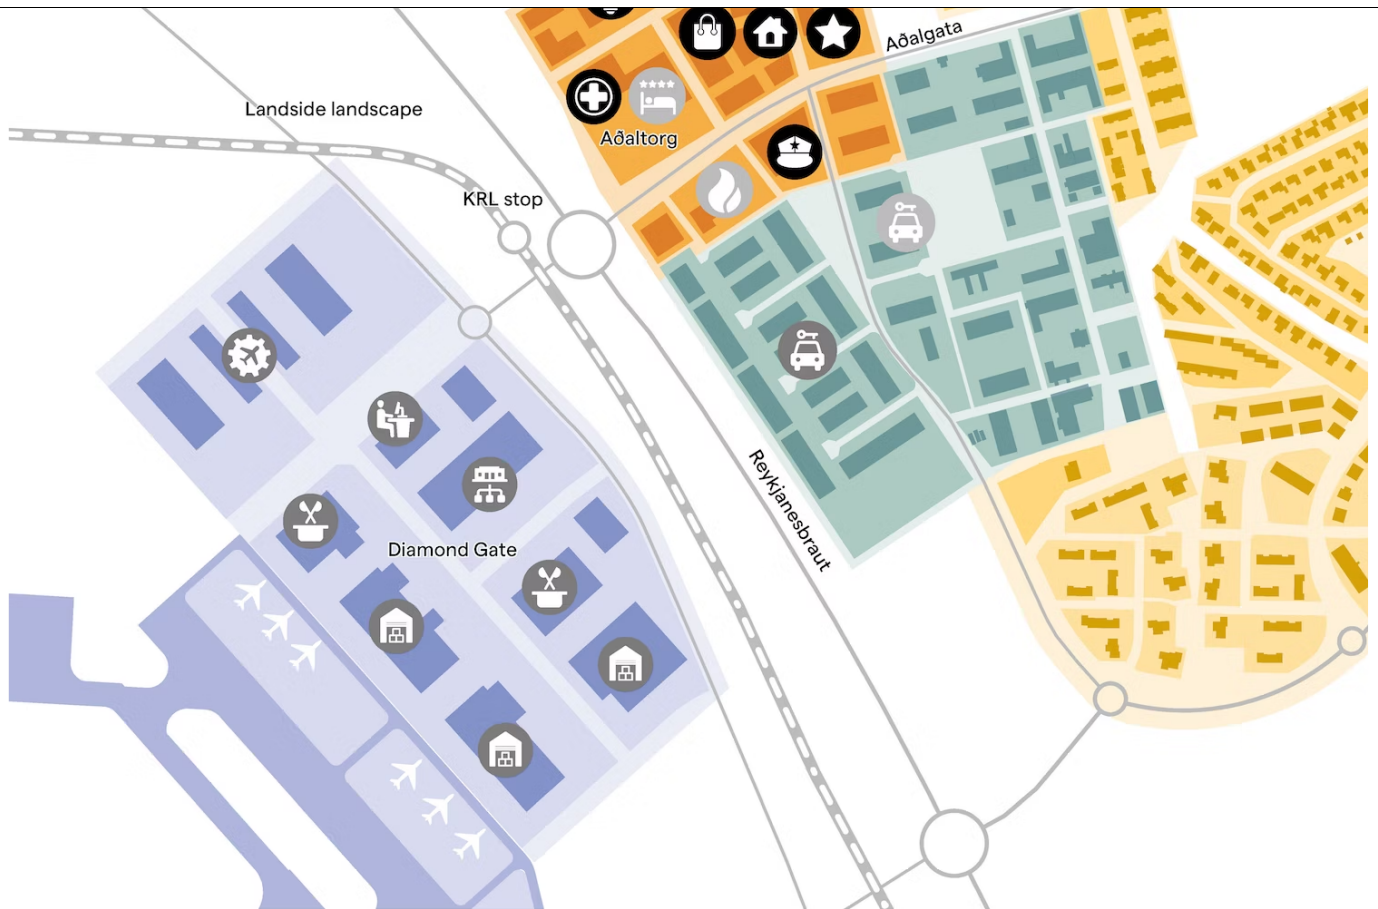 Aðalgata
Landside landscape
Aðaltorg
KRL stop
Reykjanesbraut
Diamond Gate